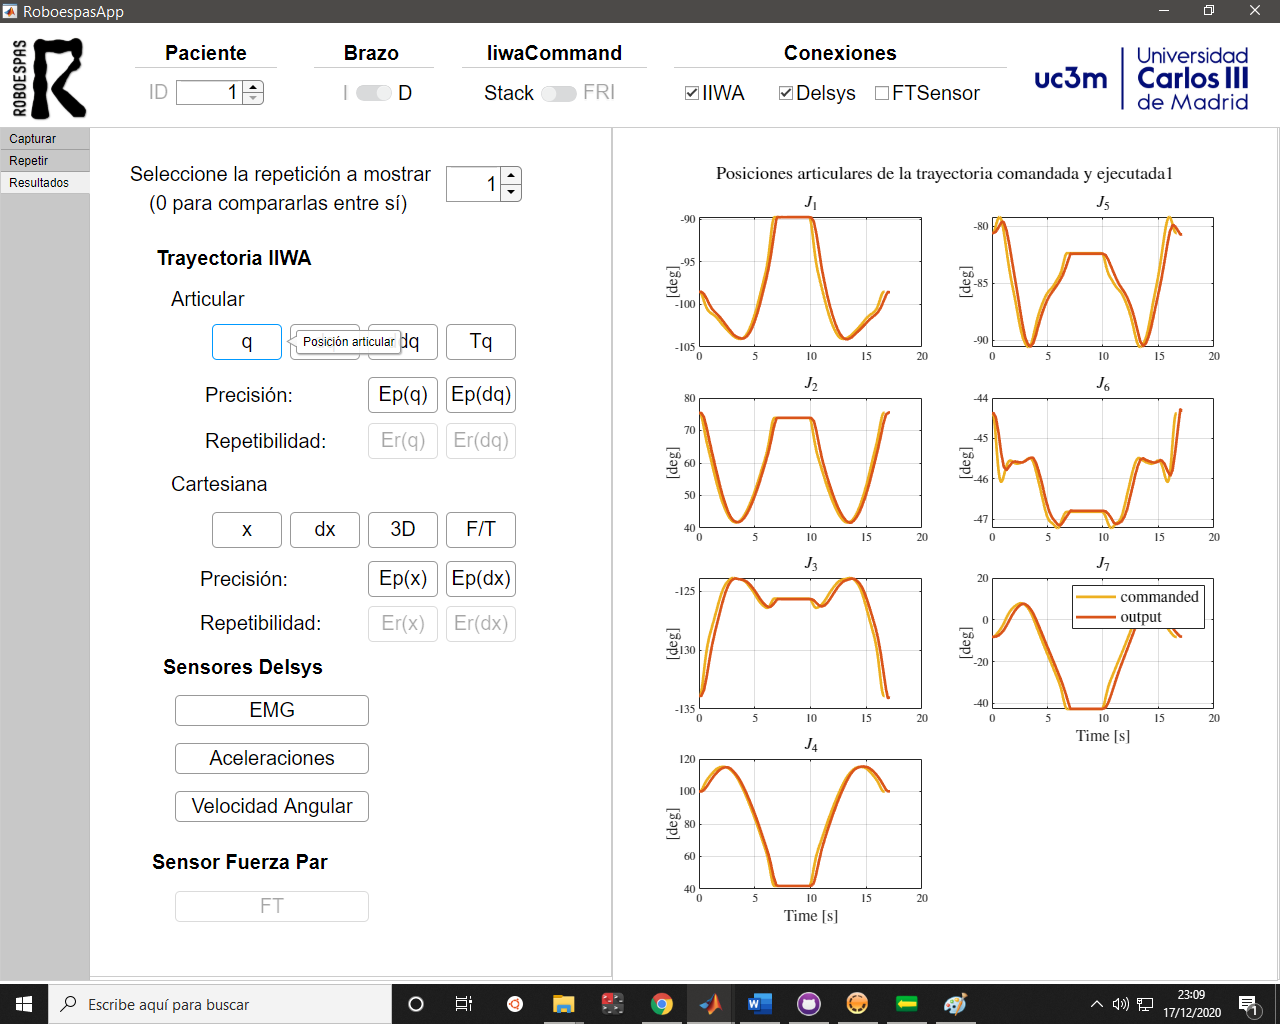 RoboespasApp
ROBOESPAS
Paciente
Brazo
IiwaCommand
Conexiones
ID 1
I D
Stack FRI
IIWA
Delsys
FTSensor
uc3m
Universidad
Carlos III
de Madrid
Capturar
Repetir
Resultados
Seleccione la repetición a mostrar
(0 para compararlas entre sí)
1
Trayectoria IIWA
Articular
q
Posición articular
dq
Tq
Precisión:
Ep(q)
Ep(dq)
Repetibilidad:
Er(q)
Er(dq)
Cartesiana
x
dx
3D
F/T
Precisión:
Ep(x)
Ep(dx)
Repetibilidad:
Er(x)
Er(dx)
Sensores Delsys
EMG
Aceleraciones
Velocidad Angular
Sensor Fuerza Par
FT
Posiciones articulares de la trayectoria comandada y ejecutada1
J1
-90
-95
-100
-105
[deg]
0 5 10 15 20
J2
80
70
60
50
40
[deg]
0 5 10 15 20
J3
-125
-130
-135
[deg]
0 5 10 15 20
J4
120
100
80
60
40
[deg]
0 5 10 15 20
Time [s]
J5
-80
-85
-90
[deg]
0 5 10 15 20
J6
-44
-45
-46
-47
[deg]
0 5 10 15 20
J7
20
0
-20
-40
[deg]
commanded
output
0 5 10 15 20
Time [s]
Escribe aquí para buscar
23:09
17/12/2020
1